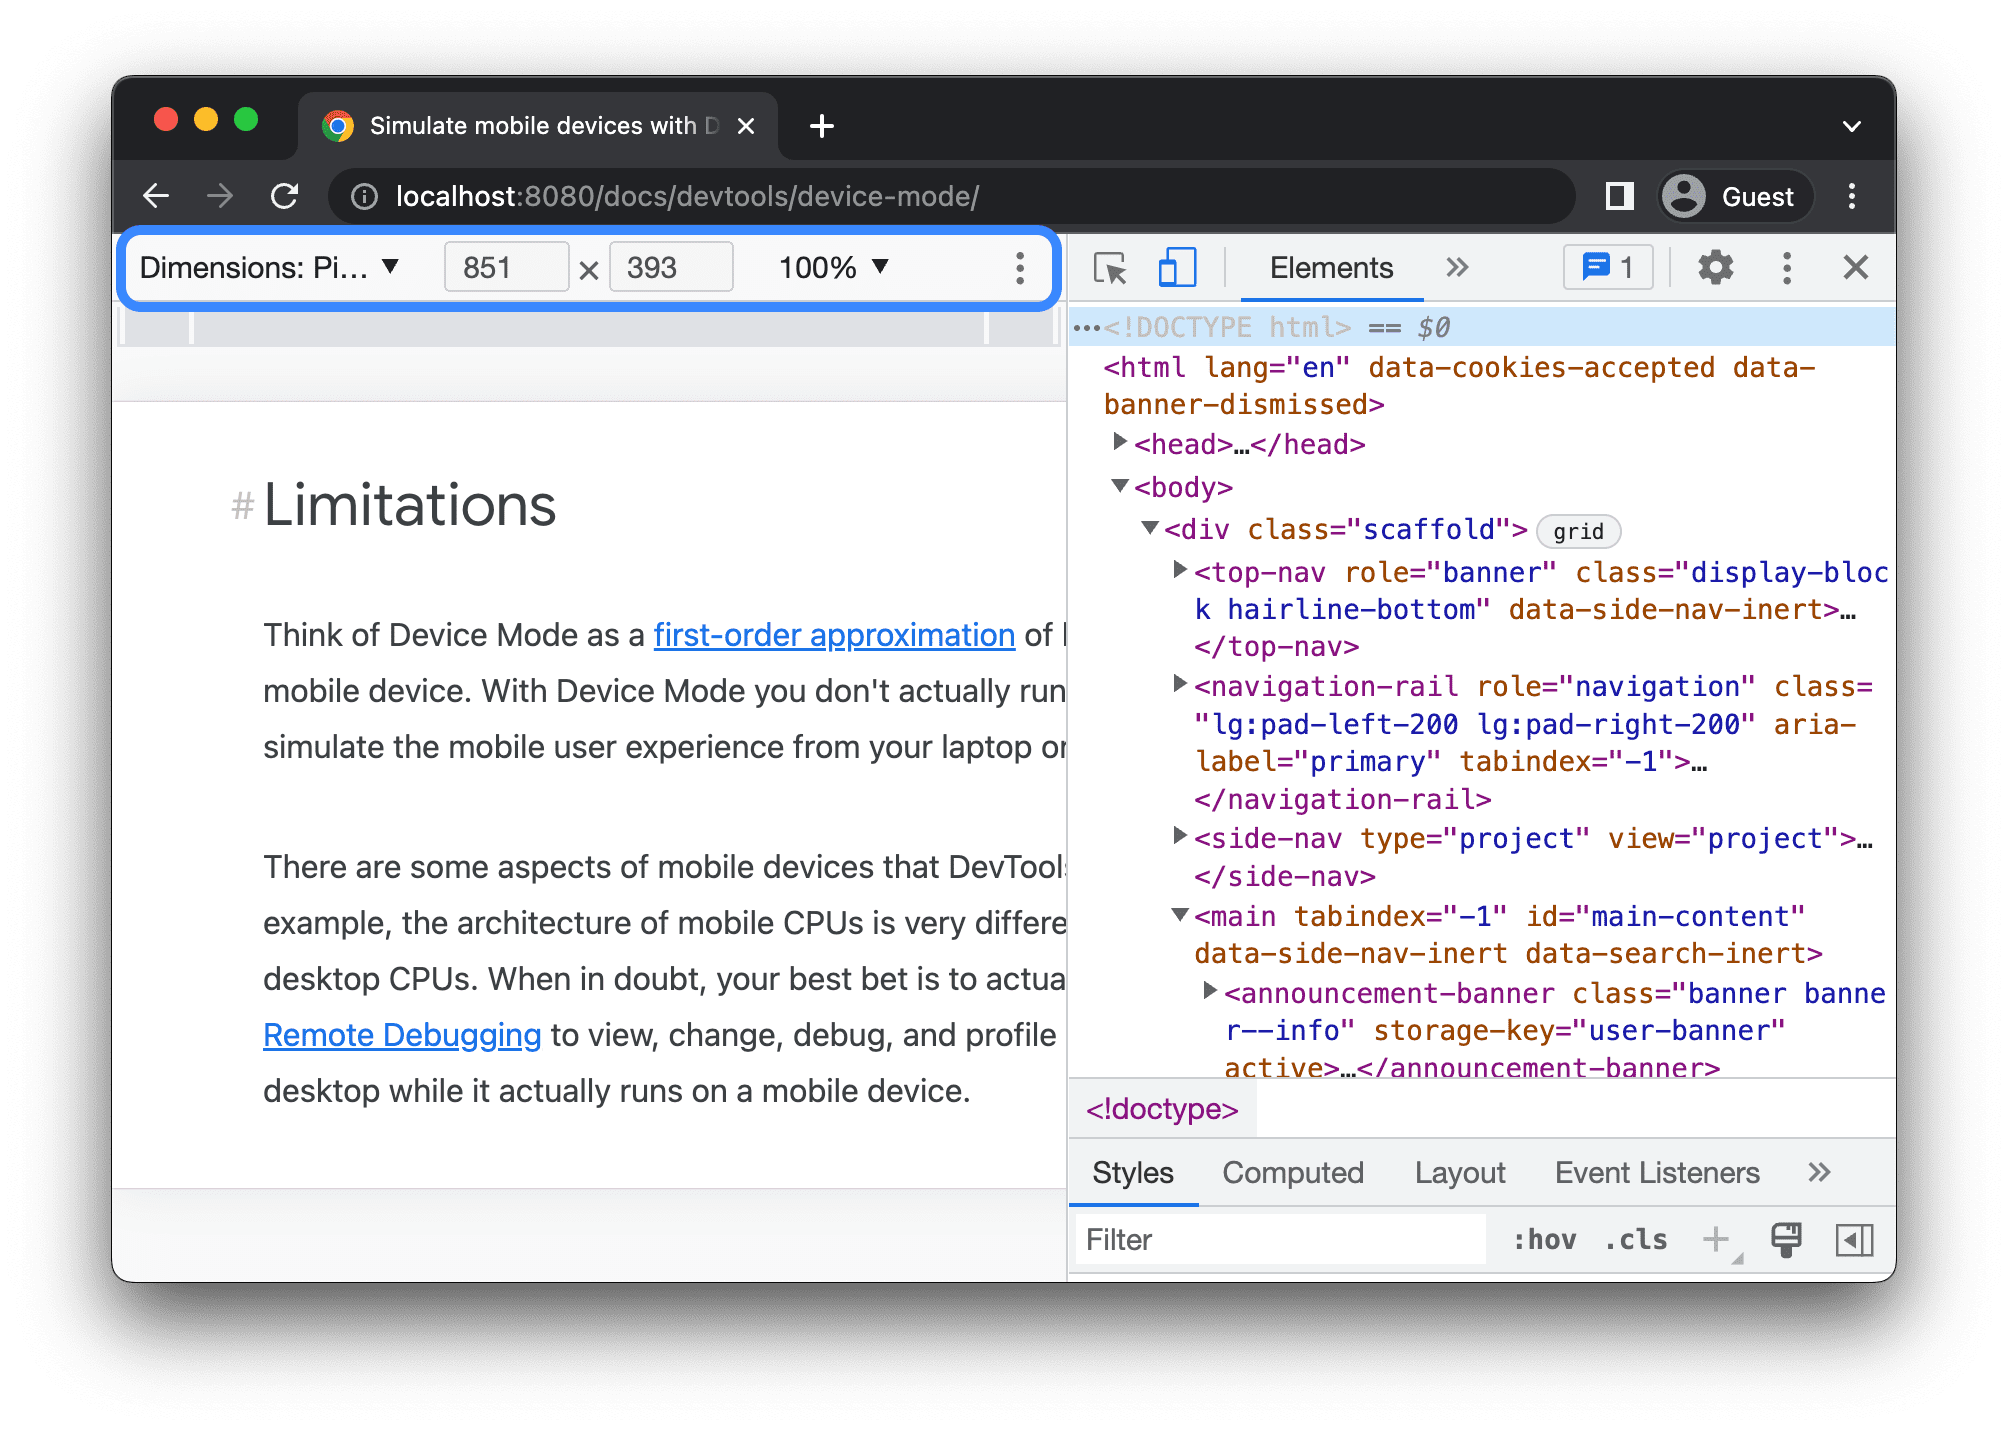 Simulate mobile devices with D
localhost:8080/docs/devtools/device-mode/
Guest
Dimensions: Pi... 851 × 393 100%
Elements 1
<!DOCTYPE html> == $0
<html lang="en" data-cookies-accepted data-
banner-dismissed>
<head>…</head>
<body>
<div class="scaffold"> grid
<top-nav role="banner" class="display-bloc
k hairline-bottom" data-side-nav-inert>…
</top-nav>
<navigation-rail role="navigation" class=
"lg:pad-left-200 lg:pad-right-200" aria-
label="primary" tabindex="-1">…
</navigation-rail>
<side-nav type="project" view="project">…
</side-nav>
<main tabindex="-1" id="main-content"
data-side-nav-inert data-search-inert>
<announcement-banner class="banner banne
r--info" storage-key="user-banner"
active>…</announcement-banner>
<!doctype>
Styles Computed Layout Event Listeners
Filter :hov .cls
# Limitations
Think of Device Mode as a first-order approximation of
mobile device. With Device Mode you don't actually run
simulate the mobile user experience from your laptop or
There are some aspects of mobile devices that DevTools
example, the architecture of mobile CPUs is very differe
desktop CPUs. When in doubt, your best bet is to actua
Remote Debugging to view, change, debug, and profile
desktop while it actually runs on a mobile device.